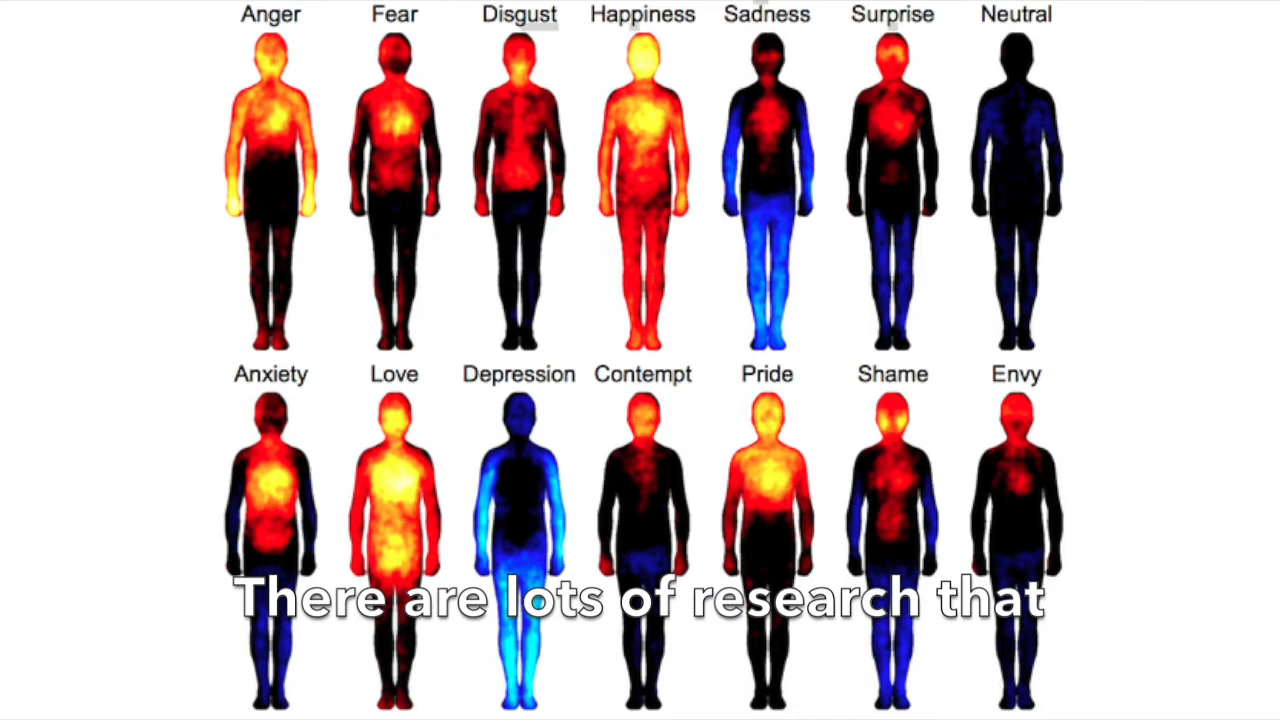 Anger Fear Disgust Happiness Sadness Surprise Neutral
Anxiety Love Depression Contempt Pride Shame Envy
There are lots of research that